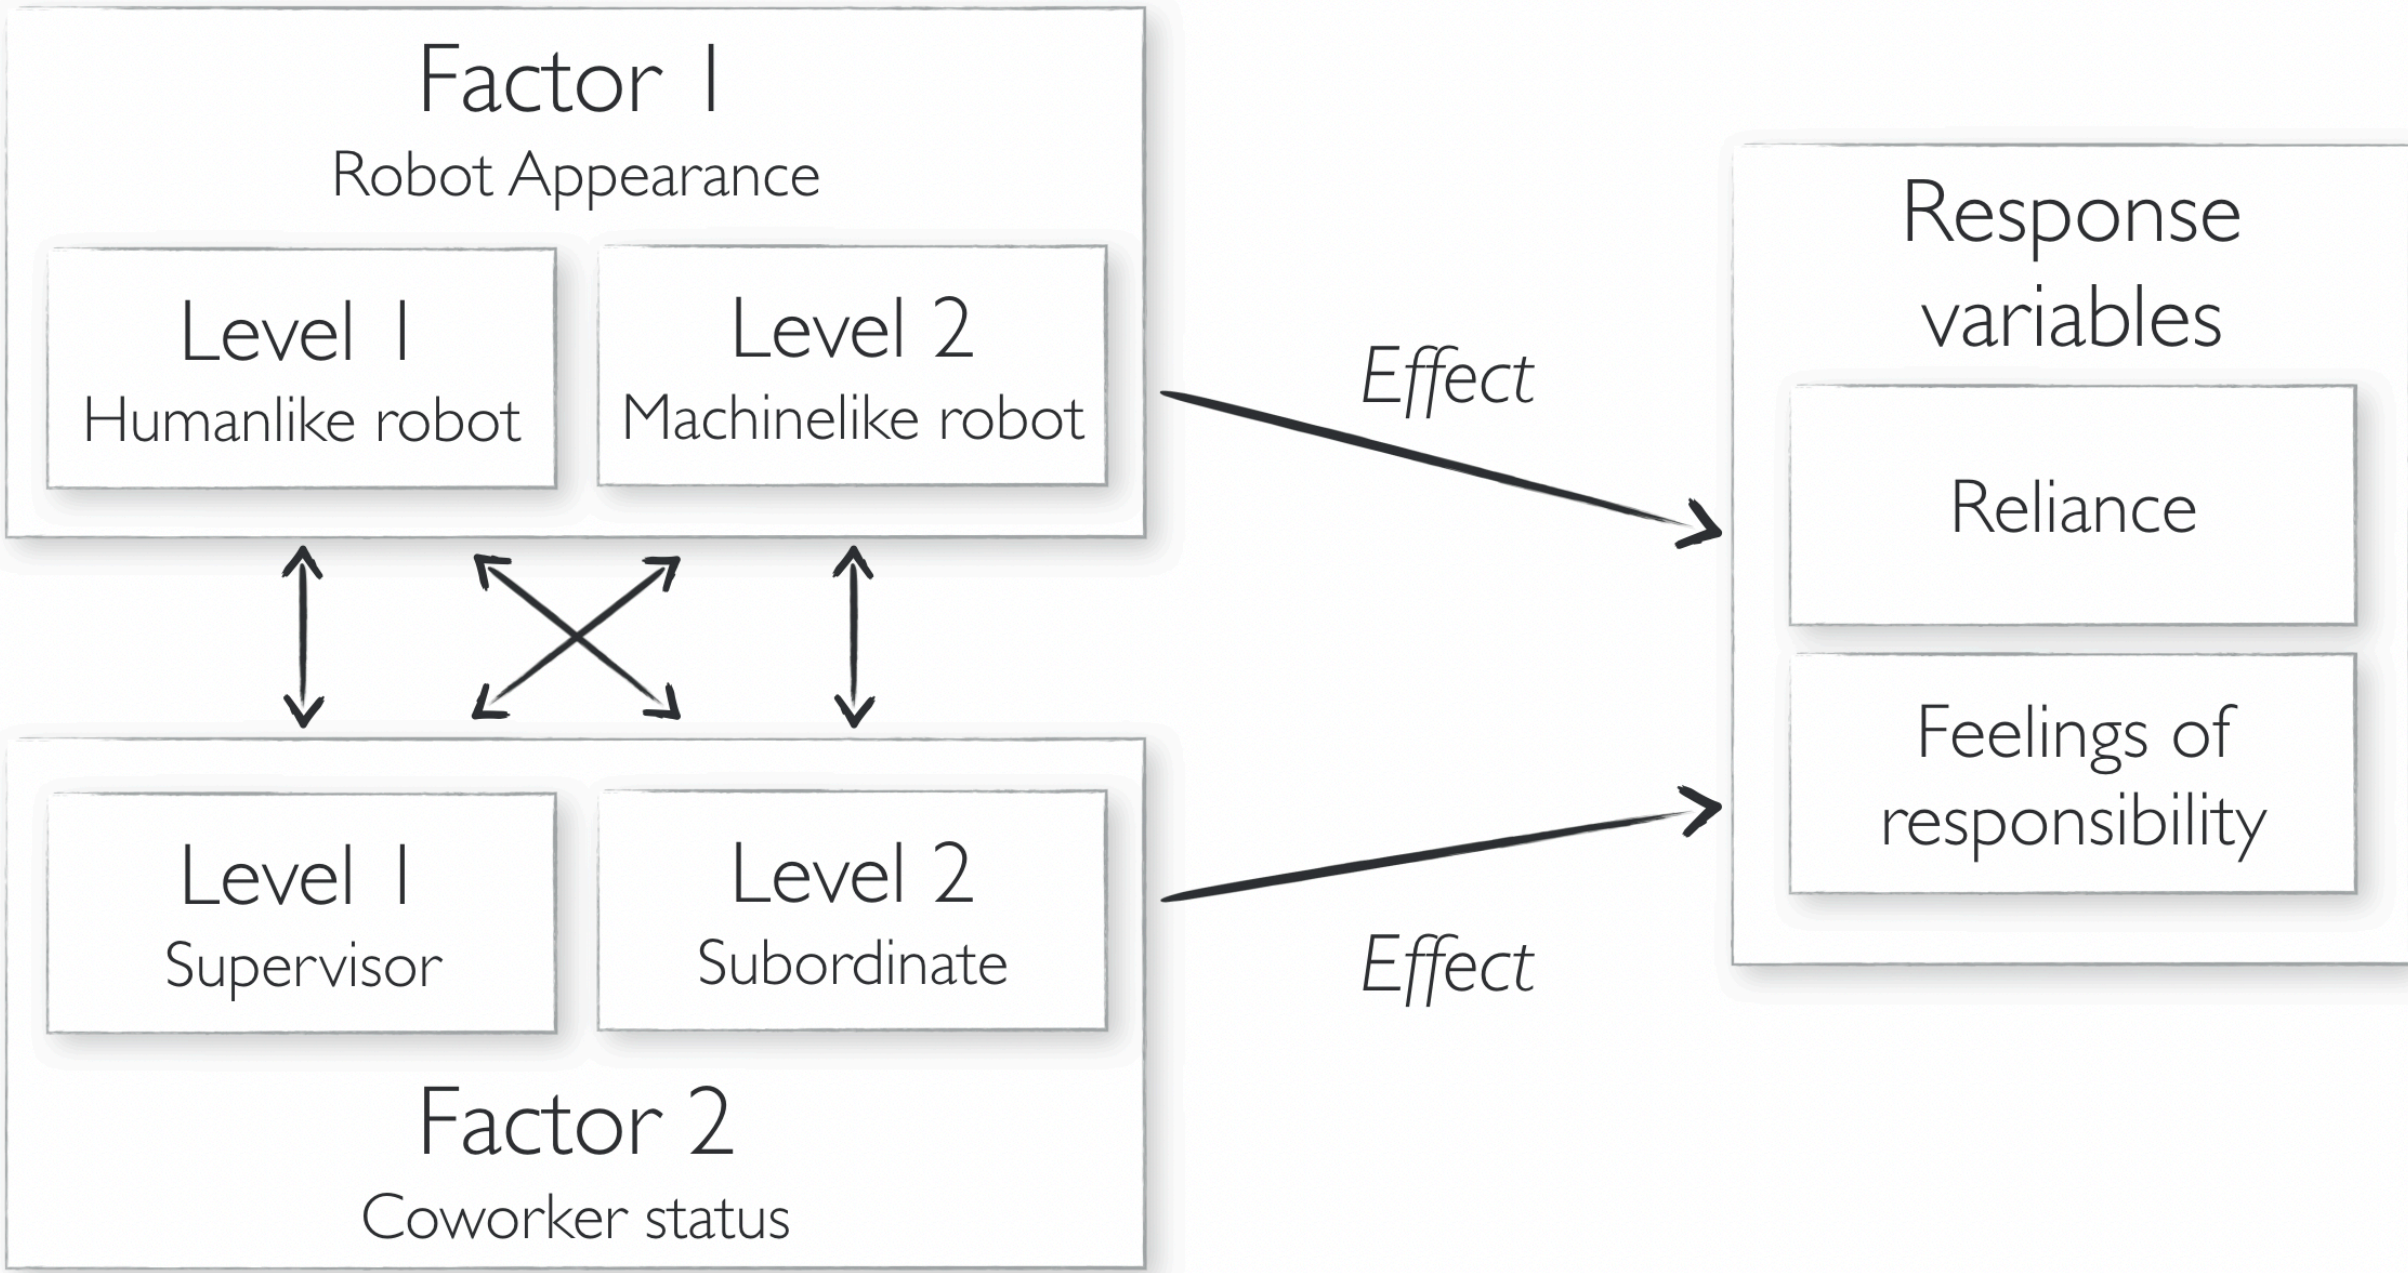 Factor 1
Robot Appearance
Level 1
Humanlike robot
Level 2
Machinelike robot
Level 1
Supervisor
Level 2
Subordinate
Factor 2
Coworker status
Effect
Effect
Response
variables
Reliance
Feelings of
responsibility